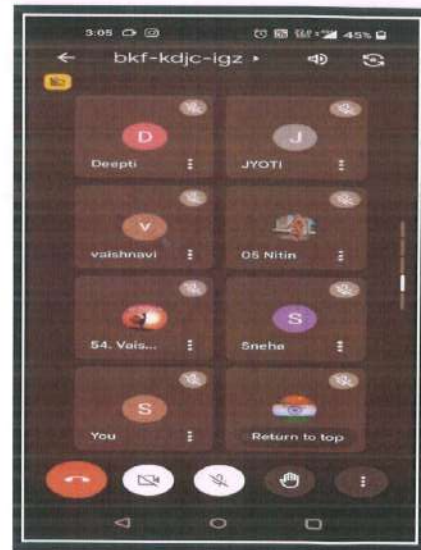 3:05 45%
bkf-kdjc-igz
D J
Deepti JYOTI
V
vaishnavi 05 Nitin
S
54. Vais... Sneha
S
You Return to top